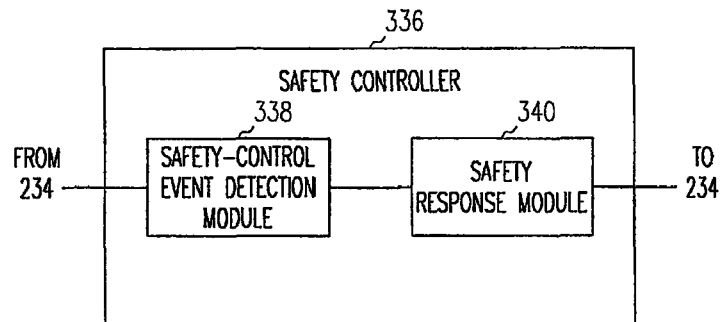 336
SAFETY CONTROLLER
338
340
FROM
234
SAFETY-CONTROL
EVENT DETECTION
MODULE
SAFETY
RESPONSE MODULE
TO
234